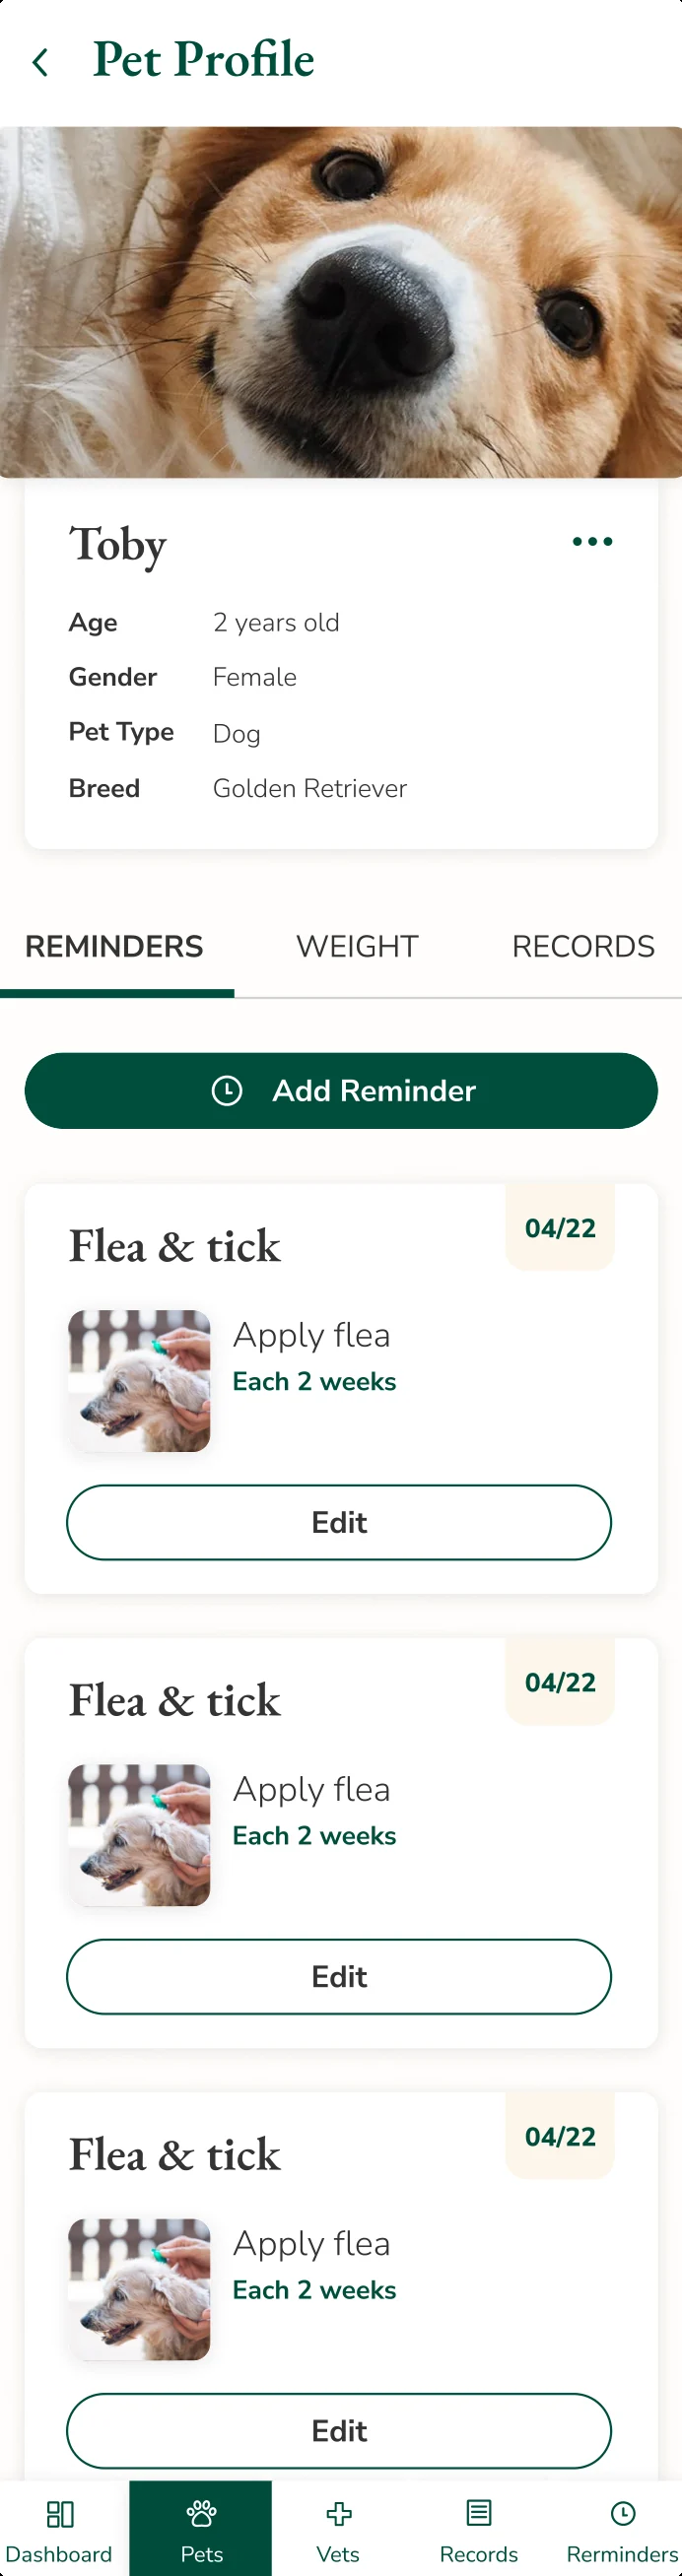 Pet Profile
Toby
Age 2 years old
Gender Female
Pet Type Dog
Breed Golden Retriever
REMINDERS WEIGHT RECORDS
Add Reminder
04/22
Flea & tick
Apply flea
Each 2 weeks
Edit
04/22
Flea & tick
Apply flea
Each 2 weeks
Edit
04/22
Flea & tick
Apply flea
Each 2 weeks
Edit
Dashboard Pets Vets Records Rerminders